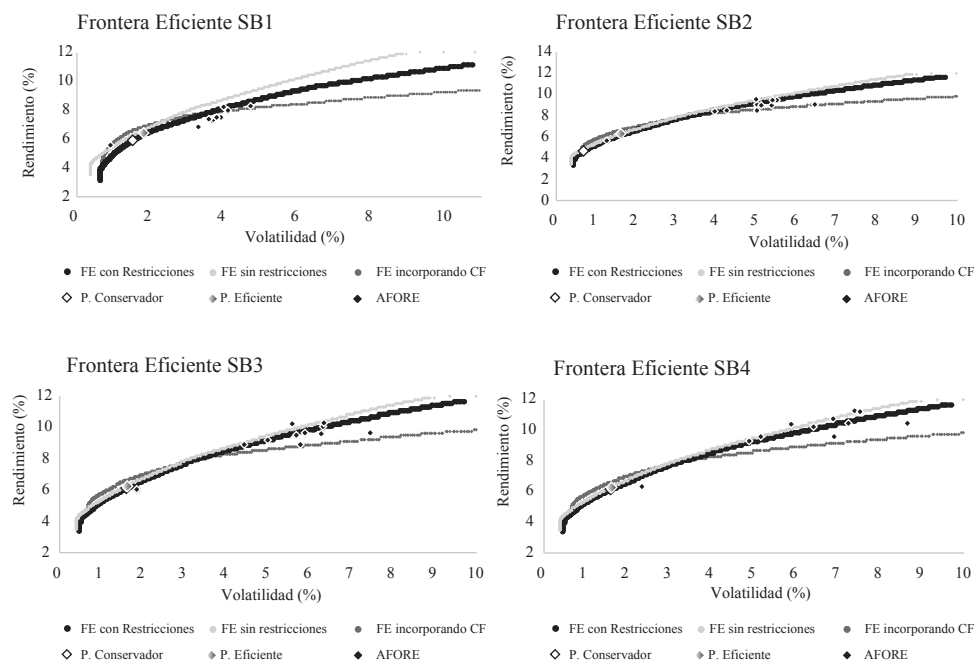 Frontera Eficiente SB1
Rendimiento (%)
12
10
8
6
4
2
0 2 4 6 8 10
Volatilidad (%)
FE con Restricciones FE sin restricciones FE incorporando CF
P. Conservador P. Eficiente AFORE
Frontera Eficiente SB2
Rendimiento (%)
14
12
10
8
6
4
2
0
0 1 2 3 4 5 6 7 8 9 10
Volatilidad (%)
FE con Restricciones FE sin restricciones FE incorporando CF
P. Conservador P. Eficiente AFORE
Frontera Eficiente SB3
Rendimiento (%)
12
10
8
6
4
2
0 1 2 3 4 5 6 7 8 9 10
Volatilidad (%)
FE con Restricciones FE sin restricciones FE incorporando CF
P. Conservador P. Eficiente AFORE
Frontera Eficiente SB4
Rendimiento (%)
12
10
8
6
4
2
0 1 2 3 4 5 6 7 8 9 10
Volatilidad (%)
FE con Restricciones FE sin restricciones FE incorporando CF
P. Conservador P. Eficiente AFORE